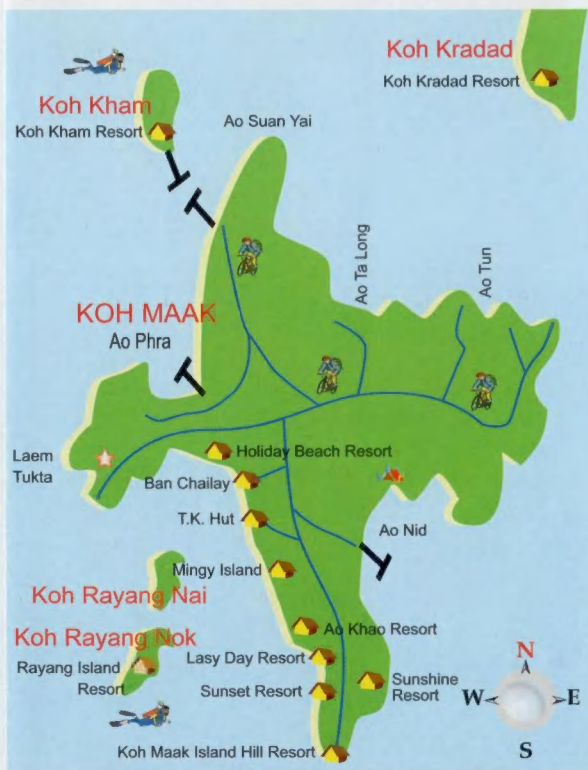 Koh Kradad
Koh Kradad Resort
Koh Kham
Koh Kham Resort
Ao Suan Yai
Ao Ta Long
Ao Tun
KOH MAAK
Ao Phra
Laem
Tukta
Holiday Beach Resort
Ban Chailay
T.K. Hut
Ao Nid
Mingy Island
Koh Rayang Nai
Koh Rayang Nok
Rayang Island
Resort
Ao Khao Resort
Lasy Day Resort
Sunset Resort
Sunshine
Resort
Koh Maak Island Hill Resort
N
W
E
S